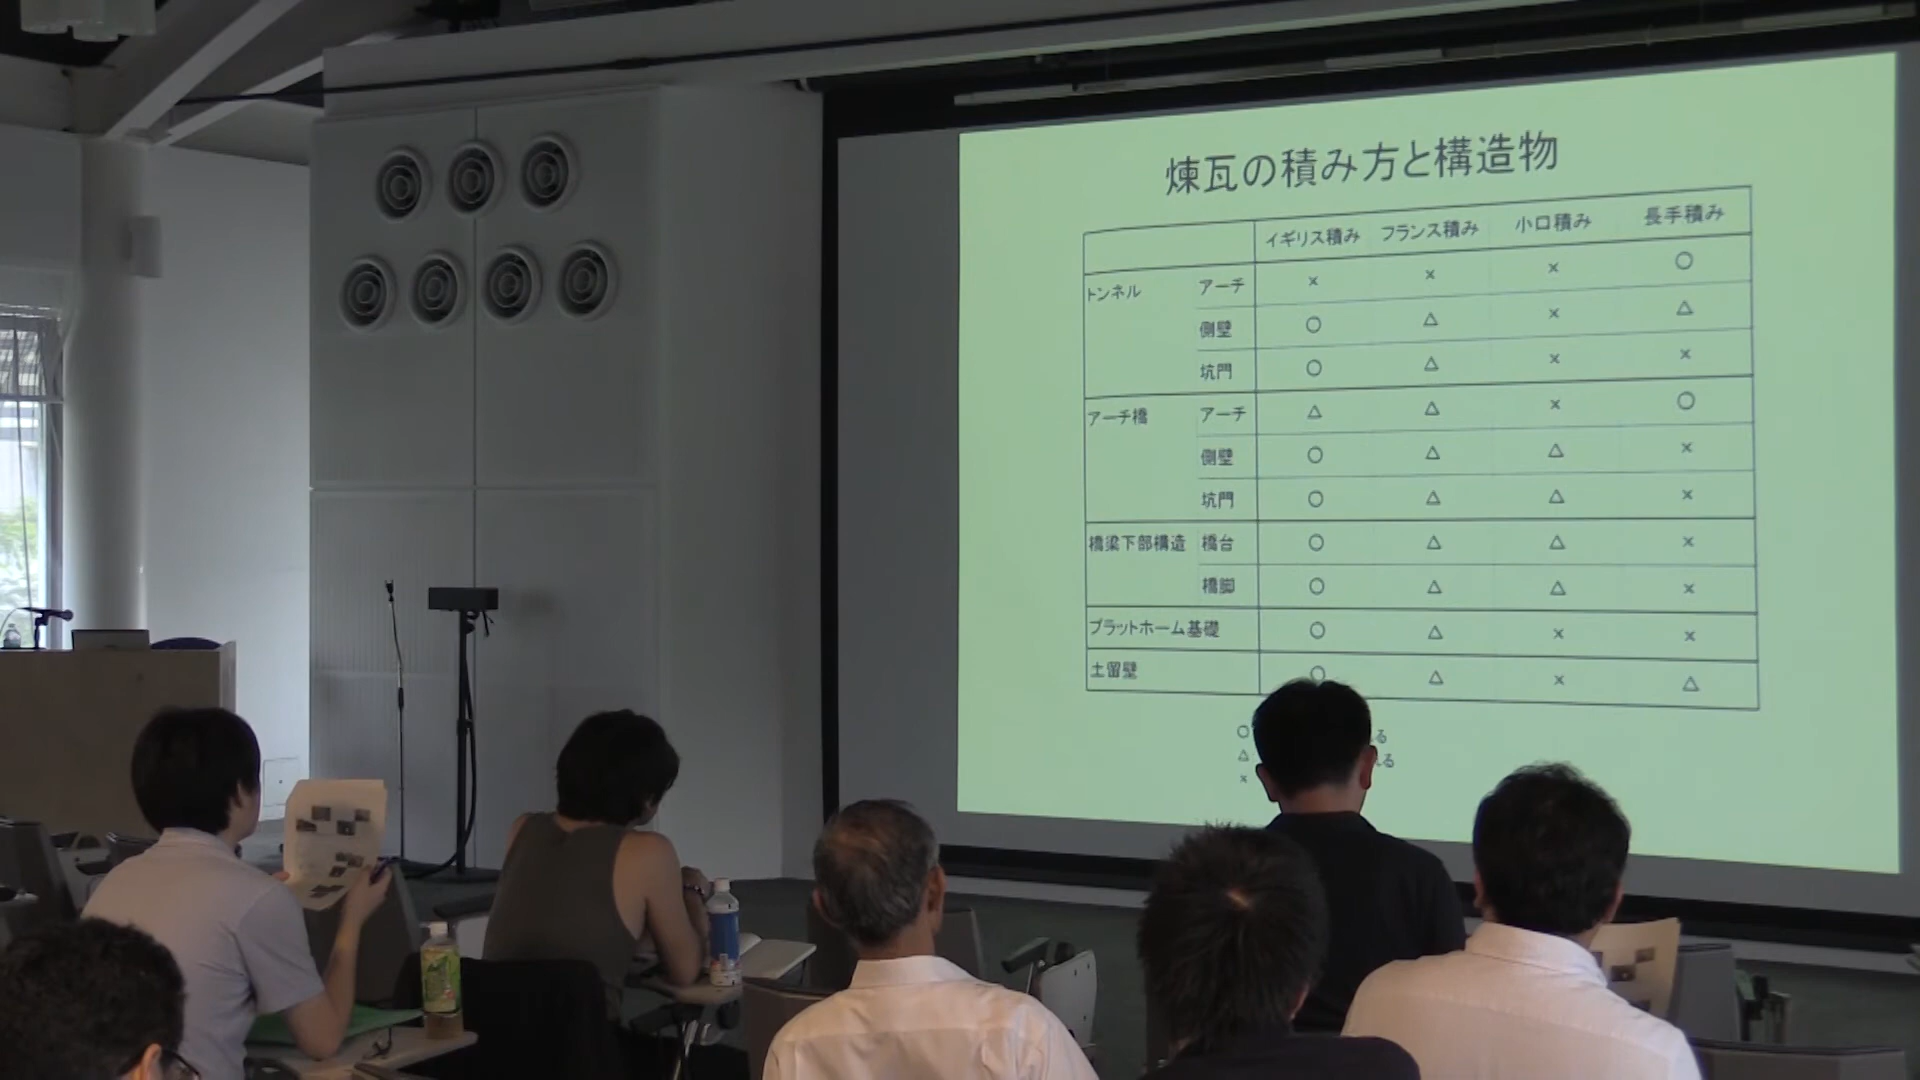 煉瓦の積み方と構造物
イギリス積み フランス積み 小口積み 長手積み
トンネル アーチ × × × ○
側壁 ○ △ × △
坑門 ○ △ × ×
アーチ橋 アーチ △ △ × ○
側壁 ○ △ △ ×
坑門 ○ △ △ ×
橋梁下部構造 橋台 ○ △ △ ×
橋脚 ○ △ △ ×
プラットホーム基礎 ○ △ × ×
土留壁 ○ △ × △
○ る
△ れる
×